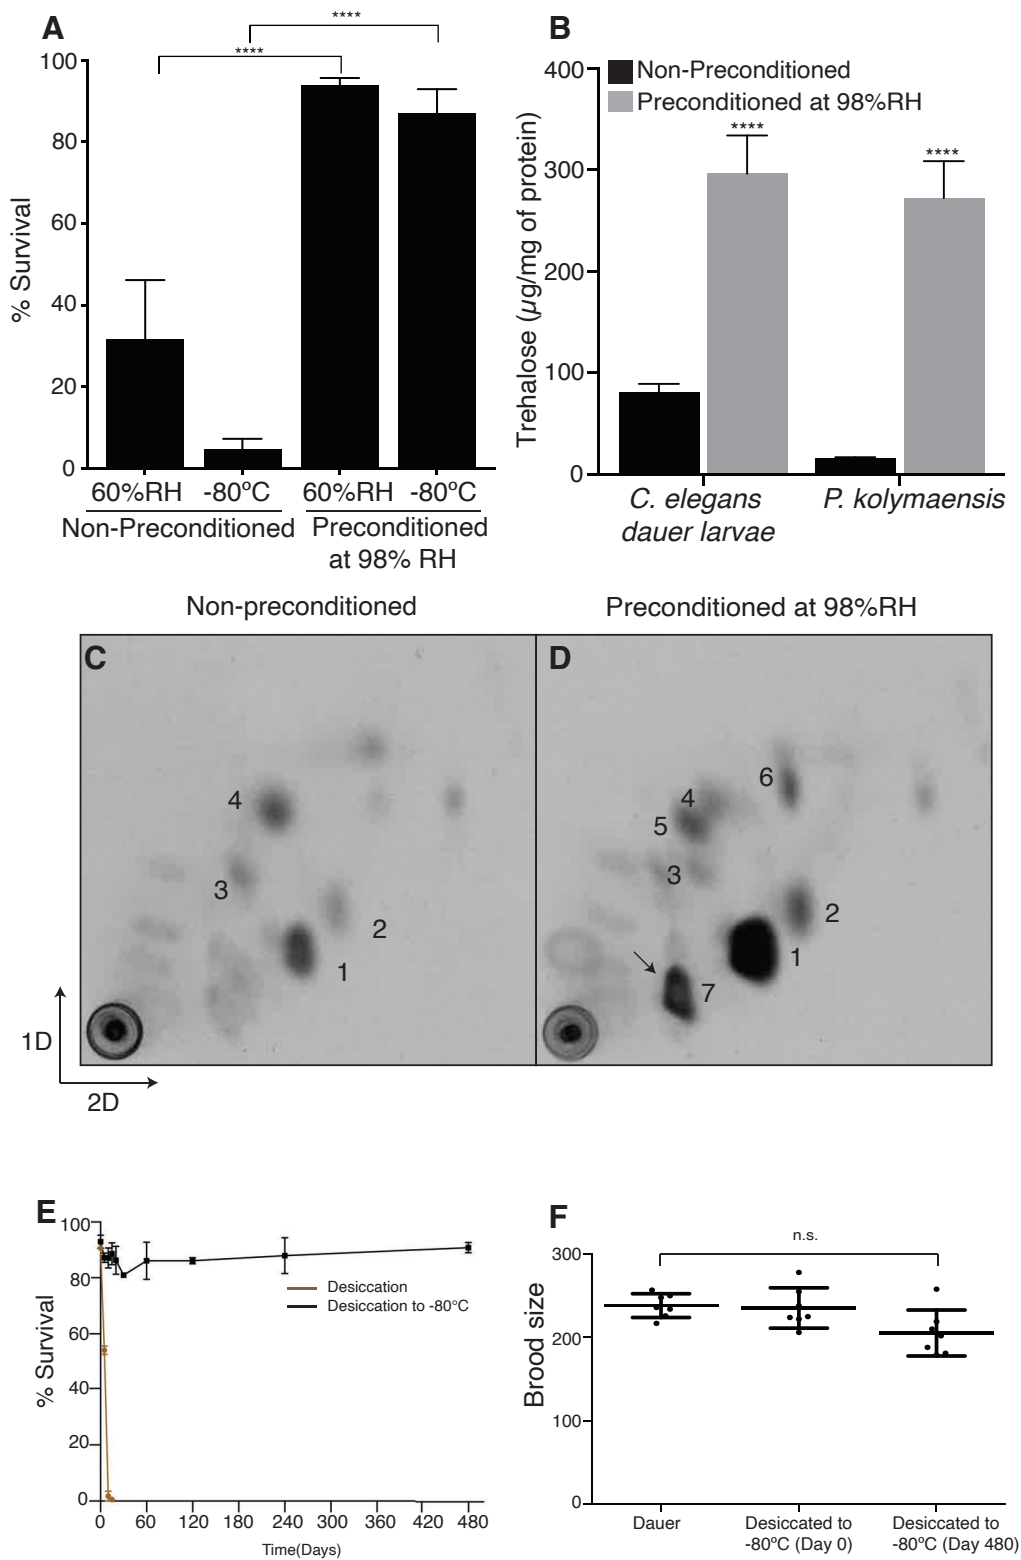 A
****
****
100
80
60
40
20
0
% Survival
60%RH -80ºC 60%RH -80ºC
Non-Preconditioned
Preconditioned
at 98% RH
B
Non-Preconditioned
Preconditioned at 98%RH
****
****
400
300
200
100
0
Trehalose (µg/mg of protein)
C. elegans
dauer larvae
P. kolymaensis
Non-preconditioned
C
4
3
2
1
1D
2D
Preconditioned at 98%RH
D
6
4
5
3
2
1
7
E
100
80
60
40
20
0
% Survival
Desiccation
Desiccation to -80°C
0 60 120 180 240 300 360 420 480
Time(Days)
F
n.s.
300
200
100
0
Brood size
Dauer
Desiccated to
-80ºC (Day 0)
Desiccated to
-80ºC (Day 480)